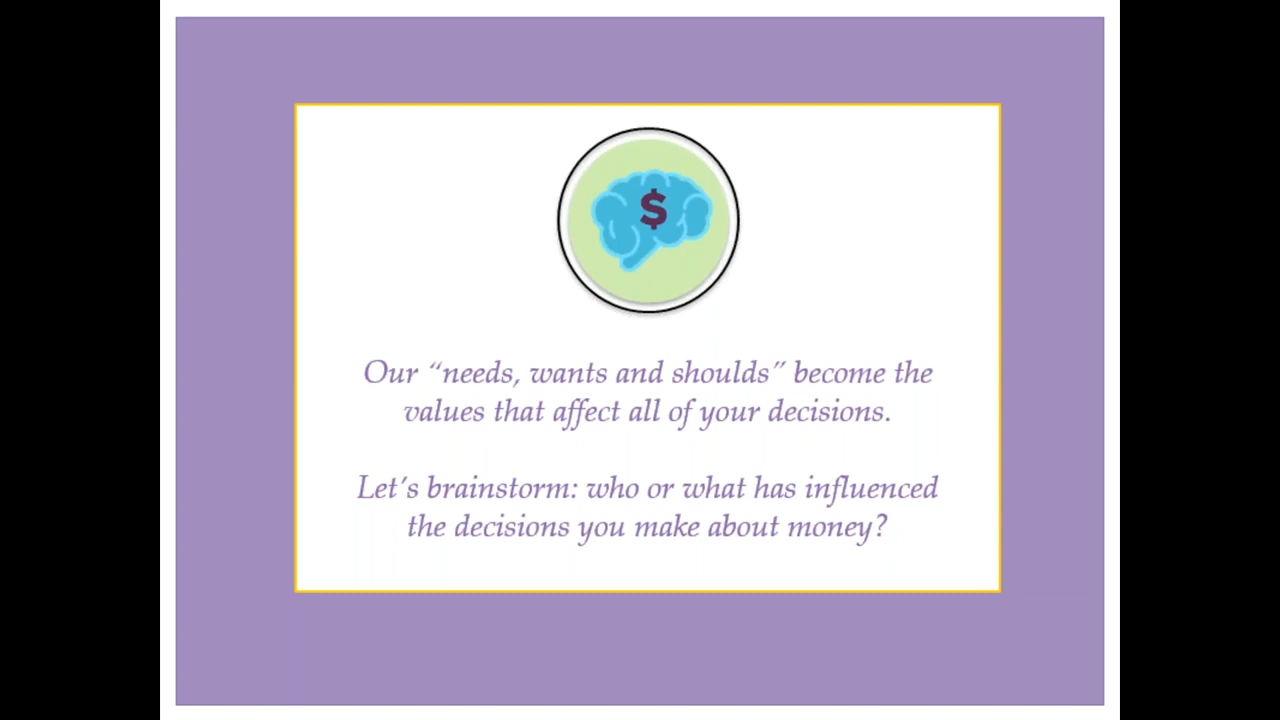 $
Our “needs, wants and shoulds” become the
values that affect all of your decisions.
Let’s brainstorm: who or what has influenced
the decisions you make about money?